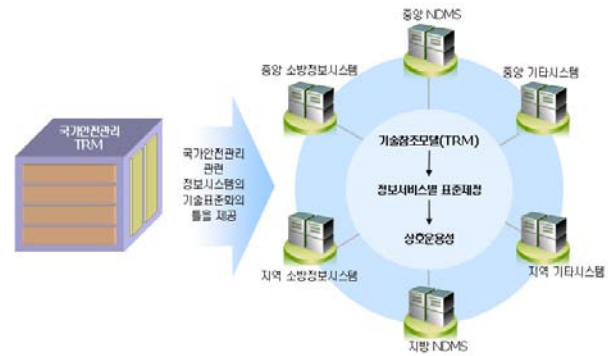 국가안전관리
TRM
국가안전관리
관련
정보시스템의
기술표준화의
틀을 제공
중앙 NDMS
중앙 소방정보시스템
중앙 기타시스템
기술참조모델(TRM)
정보서비스별 표준제정
상호운용성
지역 소방정보시스템
지역 기타시스템
지방 NDMS